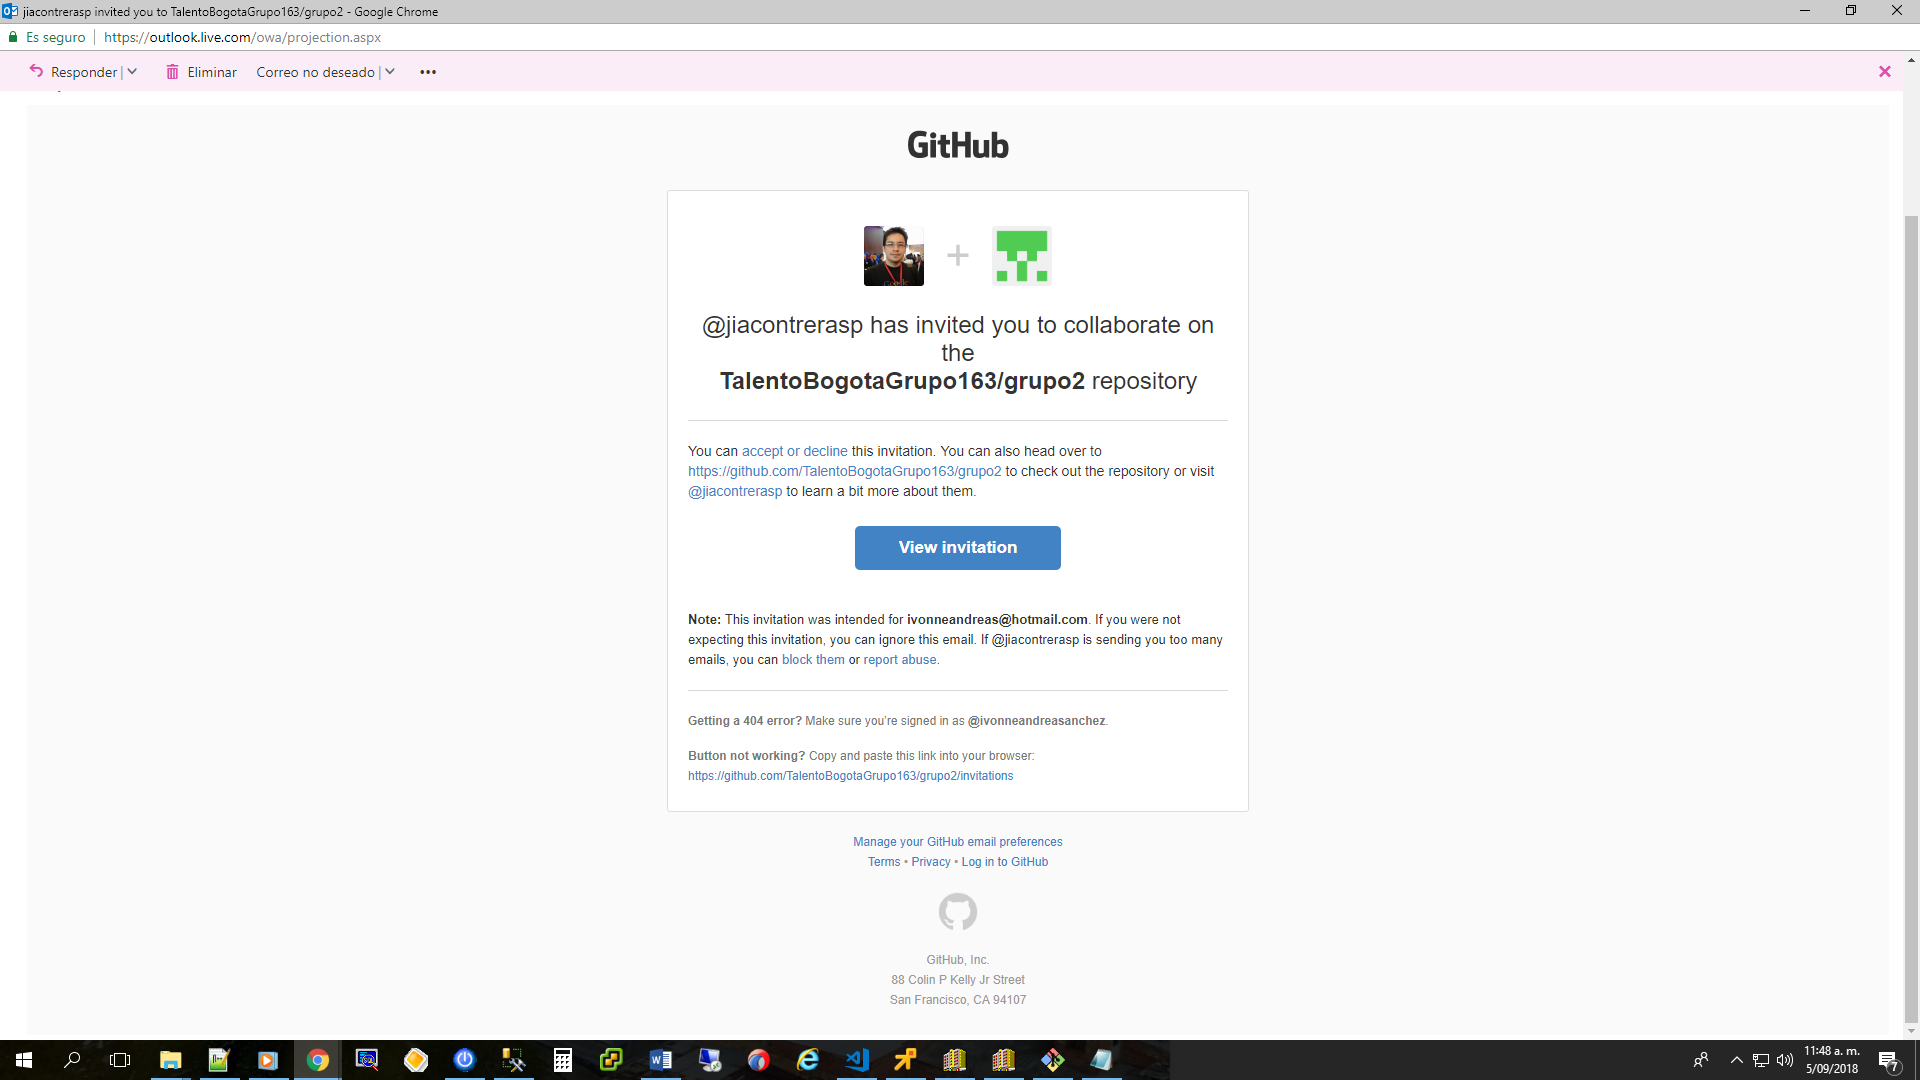 jiacontrerasp invited you to TalentoBogotaGrupo163/grupo2 - Google Chrome
Es seguro | https://outlook.live.com/owa/projection.aspx
Responder | Eliminar Correo no deseado | •••
GitHub
@jiacontrerasp has invited you to collaborate on
the
TalentoBogotaGrupo163/grupo2 repository
You can accept or decline this invitation. You can also head over to
https://github.com/TalentoBogotaGrupo163/grupo2 to check out the repository or visit
@jiacontrerasp to learn a bit more about them.
View invitation
Note: This invitation was intended for ivonneandreas@hotmail.com. If you were not
expecting this invitation, you can ignore this email. If @jiacontrerasp is sending you too many
emails, you can block them or report abuse.
Getting a 404 error? Make sure you’re signed in as @ivonneandreasanchez.
Button not working? Copy and paste this link into your browser:
https://github.com/TalentoBogotaGrupo163/grupo2/invitations
Manage your GitHub email preferences
Terms • Privacy • Log in to GitHub
GitHub, Inc.
88 Colin P Kelly Jr Street
San Francisco, CA 94107
11:48 a. m.
5/09/2018
7